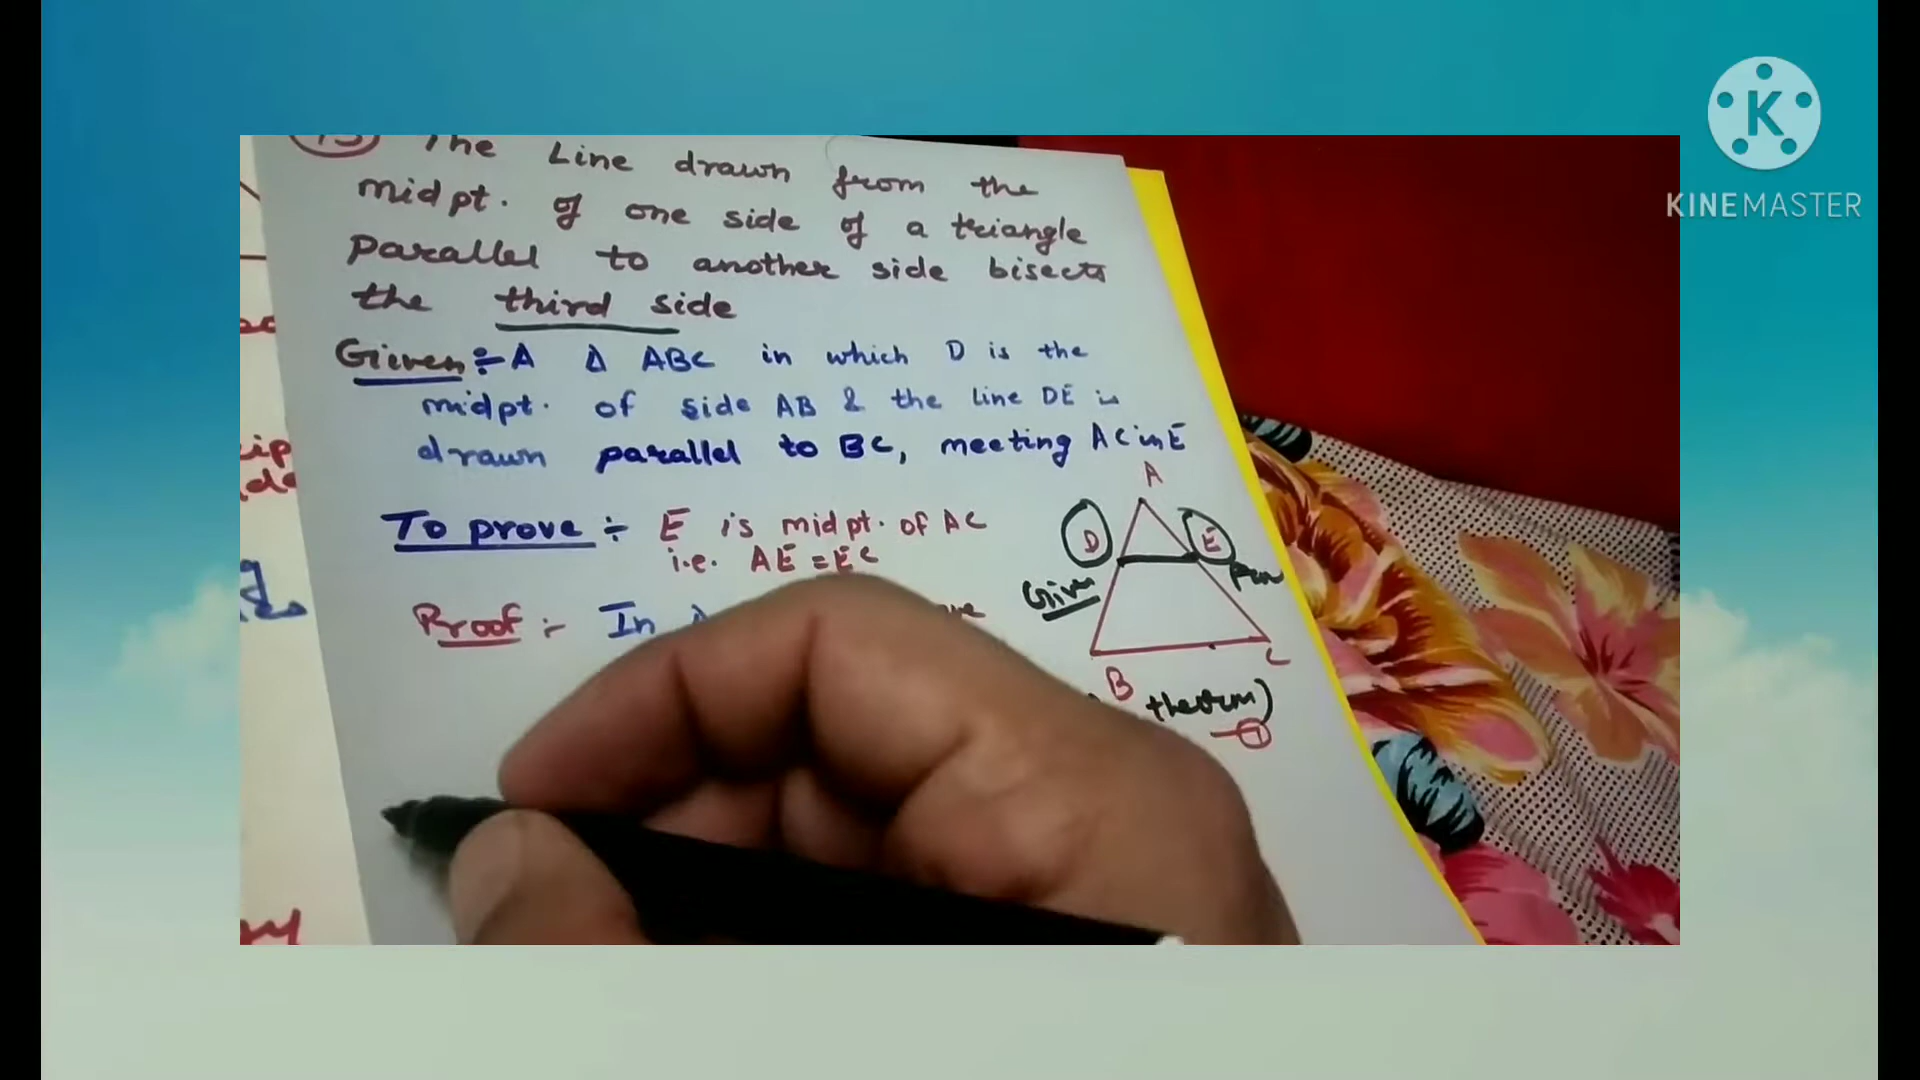 The Line drawn from the
midpt. of one side of a triangle
parallel to another side bisects
the third side
Given :- A Δ ABC in which D is the
midpt. of side AB & the line DE is
drawn parallel to BC, meeting AC in E
To prove :- E is midpt. of AC
i.e. AE = EC
Proof :- In
A
D
E
Given
B
C
theorem)
K
KINEMASTER